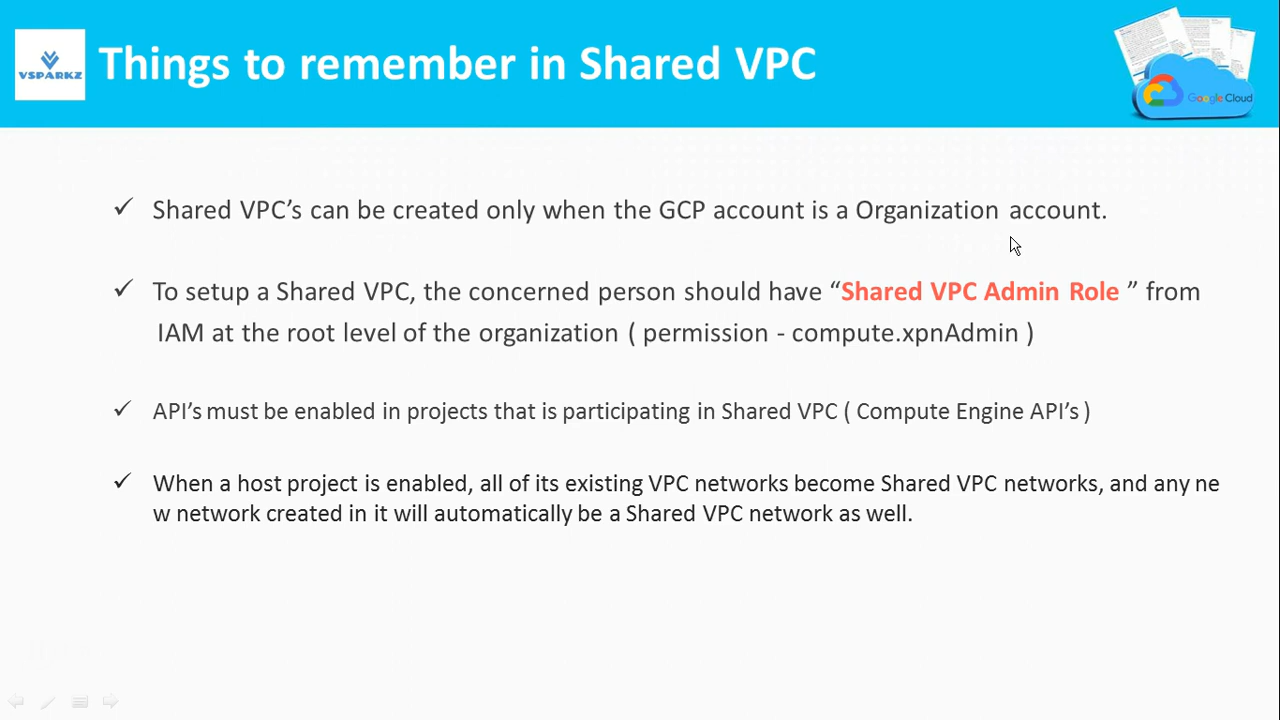 VSPARKZ
Things to remember in Shared VPC
Google Cloud
✓ Shared VPC’s can be created only when the GCP account is a Organization account.
✓ To setup a Shared VPC, the concerned person should have “Shared VPC Admin Role ” from
IAM at the root level of the organization ( permission - compute.xpnAdmin )
✓ API’s must be enabled in projects that is participating in Shared VPC ( Compute Engine API’s )
✓ When a host project is enabled, all of its existing VPC networks become Shared VPC networks, and any ne
w network created in it will automatically be a Shared VPC network as well.